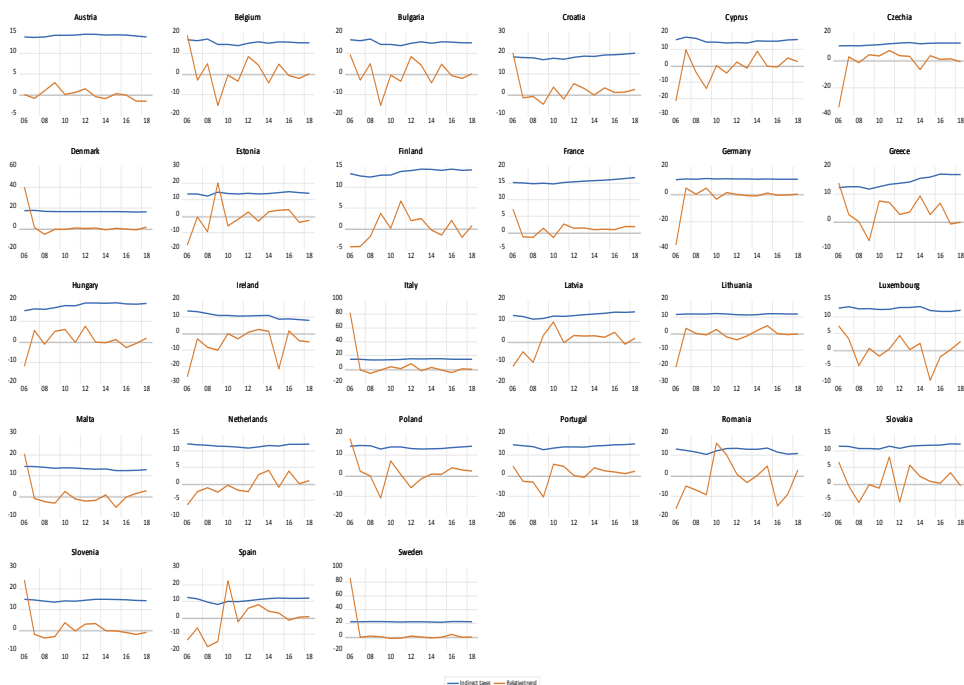 Austria
15
10
5
0
-5
06 08 10 12 14 16 18
Belgium
20
10
0
-10
-20
06 08 10 12 14 16 18
Bulgaria
20
10
0
-10
-20
06 08 10 12 14 16 18
Croatia
30
20
10
0
-10
06 08 10 12 14 16 18
Cyprus
20
10
0
-10
-20
-30
06 08 10 12 14 16 18
Czechia
20
0
-20
-40
06 08 10 12 14 16 18
Denmark
60
40
20
0
-20
06 08 10 12 14 16 18
Estonia
30
20
10
0
-10
-20
06 08 10 12 14 16 18
Finland
15
10
5
0
-5
06 08 10 12 14 16 18
France
20
15
10
5
0
-5
06 08 10 12 14 16 18
Germany
20
0
-20
-40
06 08 10 12 14 16 18
Greece
20
10
0
-10
06 08 10 12 14 16 18
Hungary
20
10
0
-10
-20
06 08 10 12 14 16 18
Ireland
20
10
0
-10
-20
-30
06 08 10 12 14 16 18
Italy
100
80
60
40
20
0
-20
06 08 10 12 14 16 18
Latvia
20
10
0
-10
-20
06 08 10 12 14 16 18
Lithuania
20
10
0
-10
-20
-30
06 08 10 12 14 16 18
Luxembourg
15
10
5
0
-5
-10
06 08 10 12 14 16 18
Malta
30
20
10
0
-10
06 08 10 12 14 16 18
Netherlands
15
10
5
0
-5
-10
06 08 10 12 14 16 18
Poland
20
10
0
-10
-20
06 08 10 12 14 16 18
Portugal
20
10
0
-10
-20
06 08 10 12 14 16 18
Romania
20
10
0
-10
-20
06 08 10 12 14 16 18
Slovakia
15
10
5
0
-5
-10
06 08 10 12 14 16 18
Slovenia
30
20
10
0
-10
06 08 10 12 14 16 18
Spain
30
20
10
0
-10
-20
06 08 10 12 14 16 18
Sweden
100
80
60
40
20
0
-20
06 08 10 12 14 16 18
Indirect taxes Relative trend